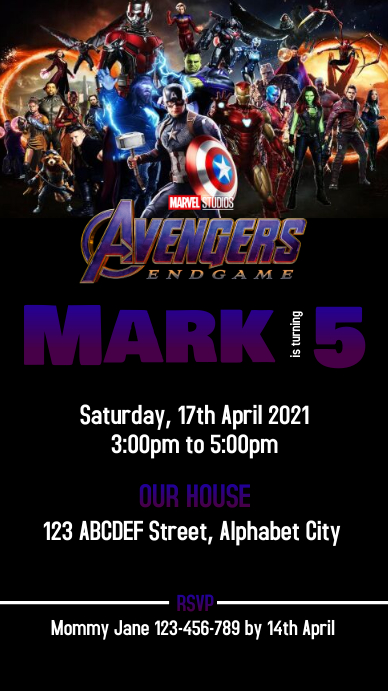 MARVEL STUDIOS
AVENGERS
ENDGAME
MARK is turning 5
Saturday, 17th April 2021
3:00pm to 5:00pm
OUR HOUSE
123 ABCDEF Street, Alphabet City
RSVP
Mommy Jane 123-456-789 by 14th April